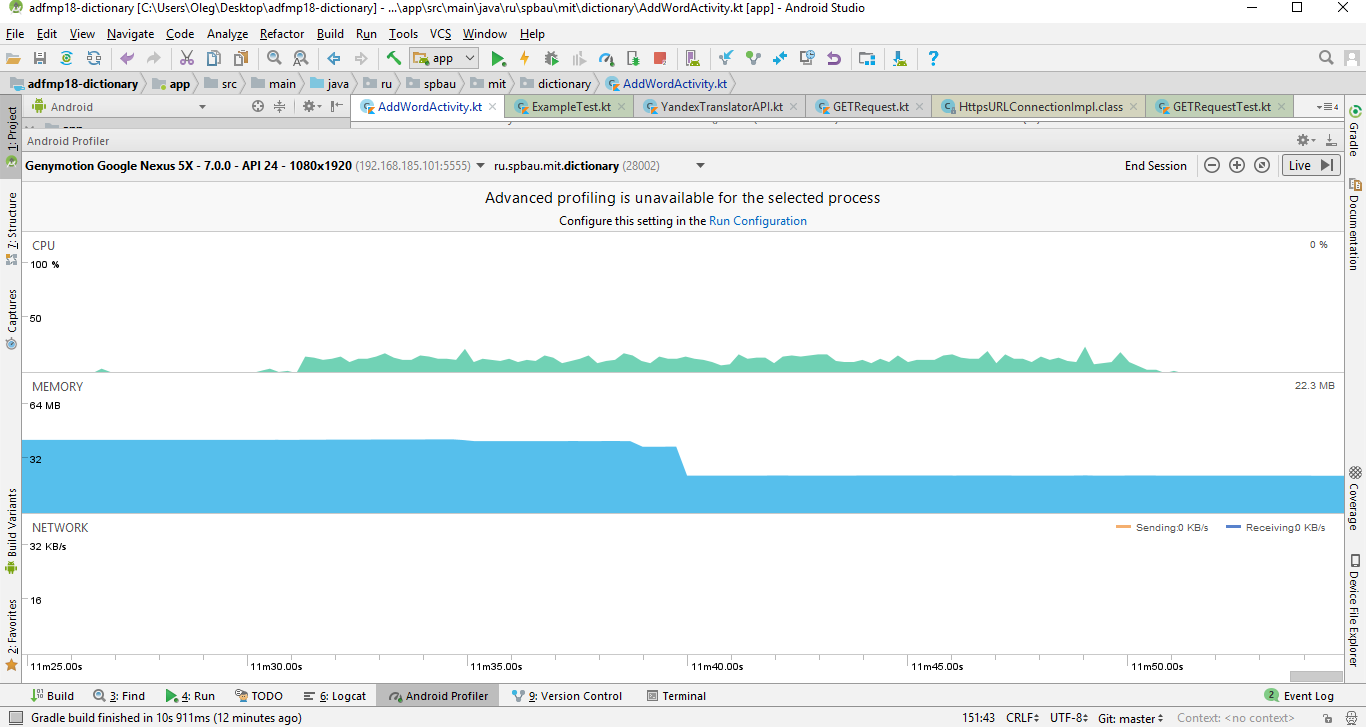 adfmp18-dictionary [C:\Users\Oleg\Desktop\adfmp18-dictionary] - ...\app\src\main\java\ru\spbau\mit\dictionary\AddWordActivity.kt [app] - Android Studio
File Edit View Navigate Code Analyze Refactor Build Run Tools VCS Window Help
app
adfmp18-dictionary app src main java ru spbau mit dictionary AddWordActivity.kt
1: Project
7: Structure
Captures
Build Variants
2: Favorites
Android AddWordActivity.kt ExampleTest.kt YandexTranslatorAPI.kt GETRequest.kt HttpsURLConnectionImpl.class GETRequestTest.kt 4
Android Profiler
Genymotion Google Nexus 5X - 7.0.0 - API 24 - 1080x1920 (192.168.185.101:5555) ru.spbau.mit.dictionary (28002) End Session Live
Advanced profiling is unavailable for the selected process
Configure this setting in the Run Configuration
CPU 0 %
100 %
50
MEMORY 22.3 MB
64 MB
32
NETWORK Sending:0 KB/s Receiving:0 KB/s
32 KB/s
16
11m25.00s 11m30.00s 11m35.00s 11m40.00s 11m45.00s 11m50.00s
Gradle
Documentation
Coverage
Device File Explorer
Build 3: Find 4: Run TODO 6: Logcat Android Profiler 9: Version Control Terminal 2 Event Log
Gradle build finished in 10s 911ms (12 minutes ago) 151:43 CRLF UTF-8 Git: master Context: <no context>